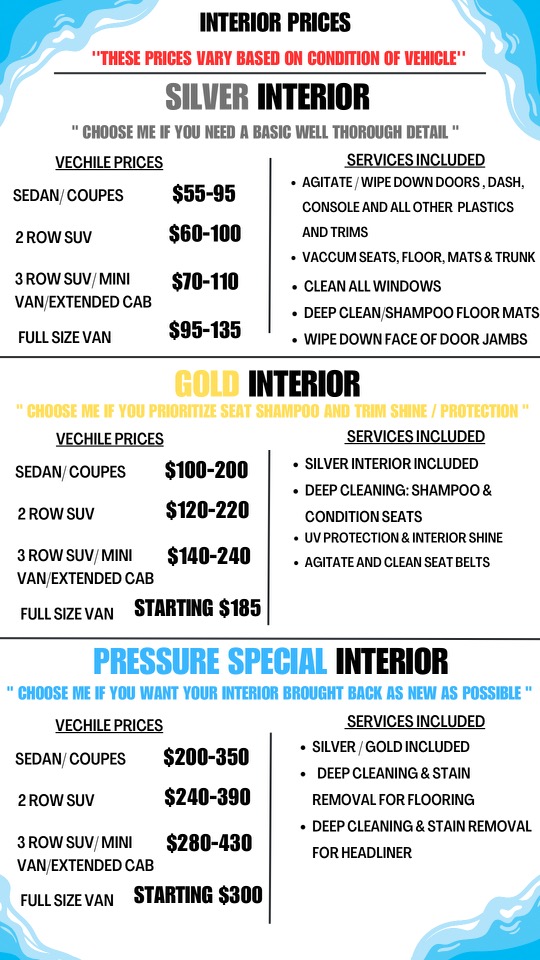 INTERIOR PRICES
"THESE PRICES VARY BASED ON CONDITION OF VEHICLE"
SILVER INTERIOR
" CHOOSE ME IF YOU NEED A BASIC WELL THOROUGH DETAIL "
VECHILE PRICES
SEDAN/ COUPES $55-95
2 ROW SUV $60-100
3 ROW SUV/ MINI
VAN/EXTENDED CAB $70-110
FULL SIZE VAN $95-135
SERVICES INCLUDED
• AGITATE / WIPE DOWN DOORS , DASH,
CONSOLE AND ALL OTHER PLASTICS
AND TRIMS
• VACCUM SEATS, FLOOR, MATS & TRUNK
• CLEAN ALL WINDOWS
• DEEP CLEAN/SHAMPOO FLOOR MATS
• WIPE DOWN FACE OF DOOR JAMBS
GOLD INTERIOR
" CHOOSE ME IF YOU PRIORITIZE SEAT SHAMPOO AND TRIM SHINE / PROTECTION "
VECHILE PRICES
SEDAN/ COUPES $100-200
2 ROW SUV $120-220
3 ROW SUV/ MINI
VAN/EXTENDED CAB $140-240
FULL SIZE VAN STARTING $185
SERVICES INCLUDED
• SILVER INTERIOR INCLUDED
• DEEP CLEANING: SHAMPOO &
CONDITION SEATS
• UV PROTECTION & INTERIOR SHINE
• AGITATE AND CLEAN SEAT BELTS
PRESSURE SPECIAL INTERIOR
" CHOOSE ME IF YOU WANT YOUR INTERIOR BROUGHT BACK AS NEW AS POSSIBLE "
VECHILE PRICES
SEDAN/ COUPES $200-350
2 ROW SUV $240-390
3 ROW SUV/ MINI
VAN/EXTENDED CAB $280-430
FULL SIZE VAN STARTING $300
SERVICES INCLUDED
• SILVER / GOLD INCLUDED
• DEEP CLEANING & STAIN
REMOVAL FOR FLOORING
• DEEP CLEANING & STAIN REMOVAL
FOR HEADLINER